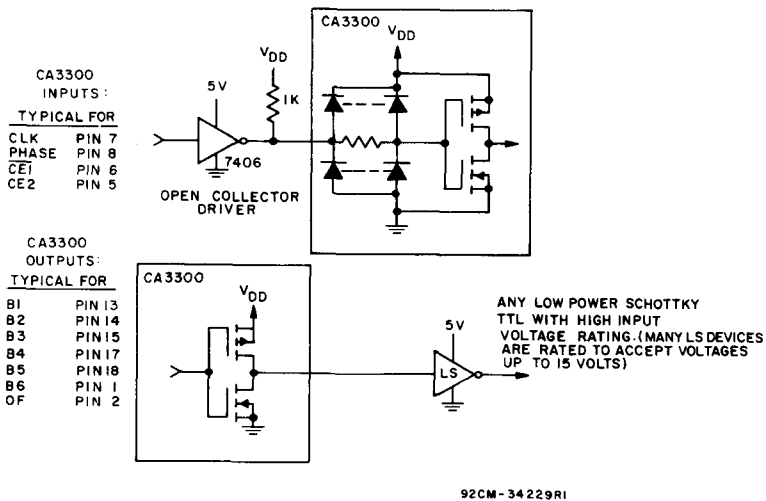 CA3300
INPUTS:
TYPICAL FOR
CLK PIN 7
PHASE PIN 8
CE1 PIN 6
CE2 PIN 5
5V
7406
OPEN COLLECTOR
DRIVER
VDD
1K
CA3300
VDD
CA3300
OUTPUTS:
TYPICAL FOR
B1 PIN 13
B2 PIN 14
B3 PIN 15
B4 PIN 17
B5 PIN 18
B6 PIN 1
OF PIN 2
CA3300
VDD
5V
LS
ANY LOW POWER SCHOTTKY
TTL WITH HIGH INPUT
VOLTAGE RATING.(MANY LS DEVICES
ARE RATED TO ACCEPT VOLTAGES
UP TO 15 VOLTS)
92CM-34229R1